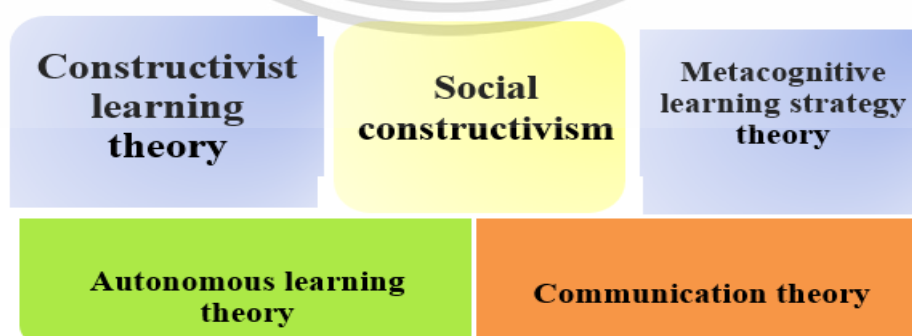 Constructivist
learning
theory
Social
constructivism
Metacognitive
learning strategy
theory
Autonomous learning
theory
Communication theory